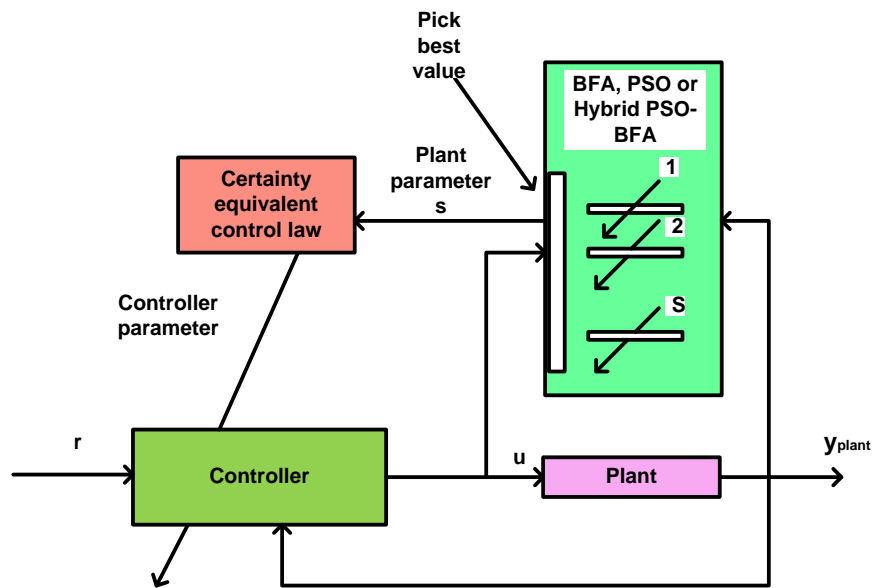 Pick
best
value
BFA, PSO or
Hybrid PSO-
BFA
1
2
S
Plant
parameter
s
Certainty
equivalent
control law
Controller
parameter
r
Controller
u
Plant
yplant